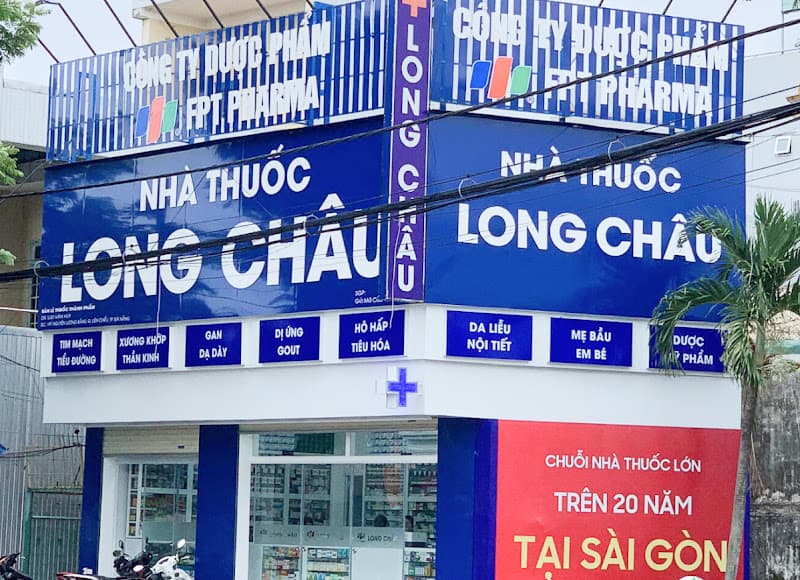 CÔNG TY DƯỢC PHẨM
FPT PHARMA
NHÀ THUỐC
LONG CHÂU
TIM MẠCH
TIỂU ĐƯỜNG
XƯƠNG KHỚP
THẦN KINH
GAN
DẠ DÀY
DỊ ỨNG
GOUT
HÔ HẤP
TIÊU HÓA
LONG CHÂU
CÔNG TY DƯỢC PHẨM
FPT PHARMA
NHÀ THUỐC
LONG CHÂU
DA LIỄU
NỘI TIẾT
MẸ BẦU
EM BÉ
DƯỢC
PHẨM
CHUỖI NHÀ THUỐC LỚN
TRÊN 20 NĂM
TẠI SÀI GÒN